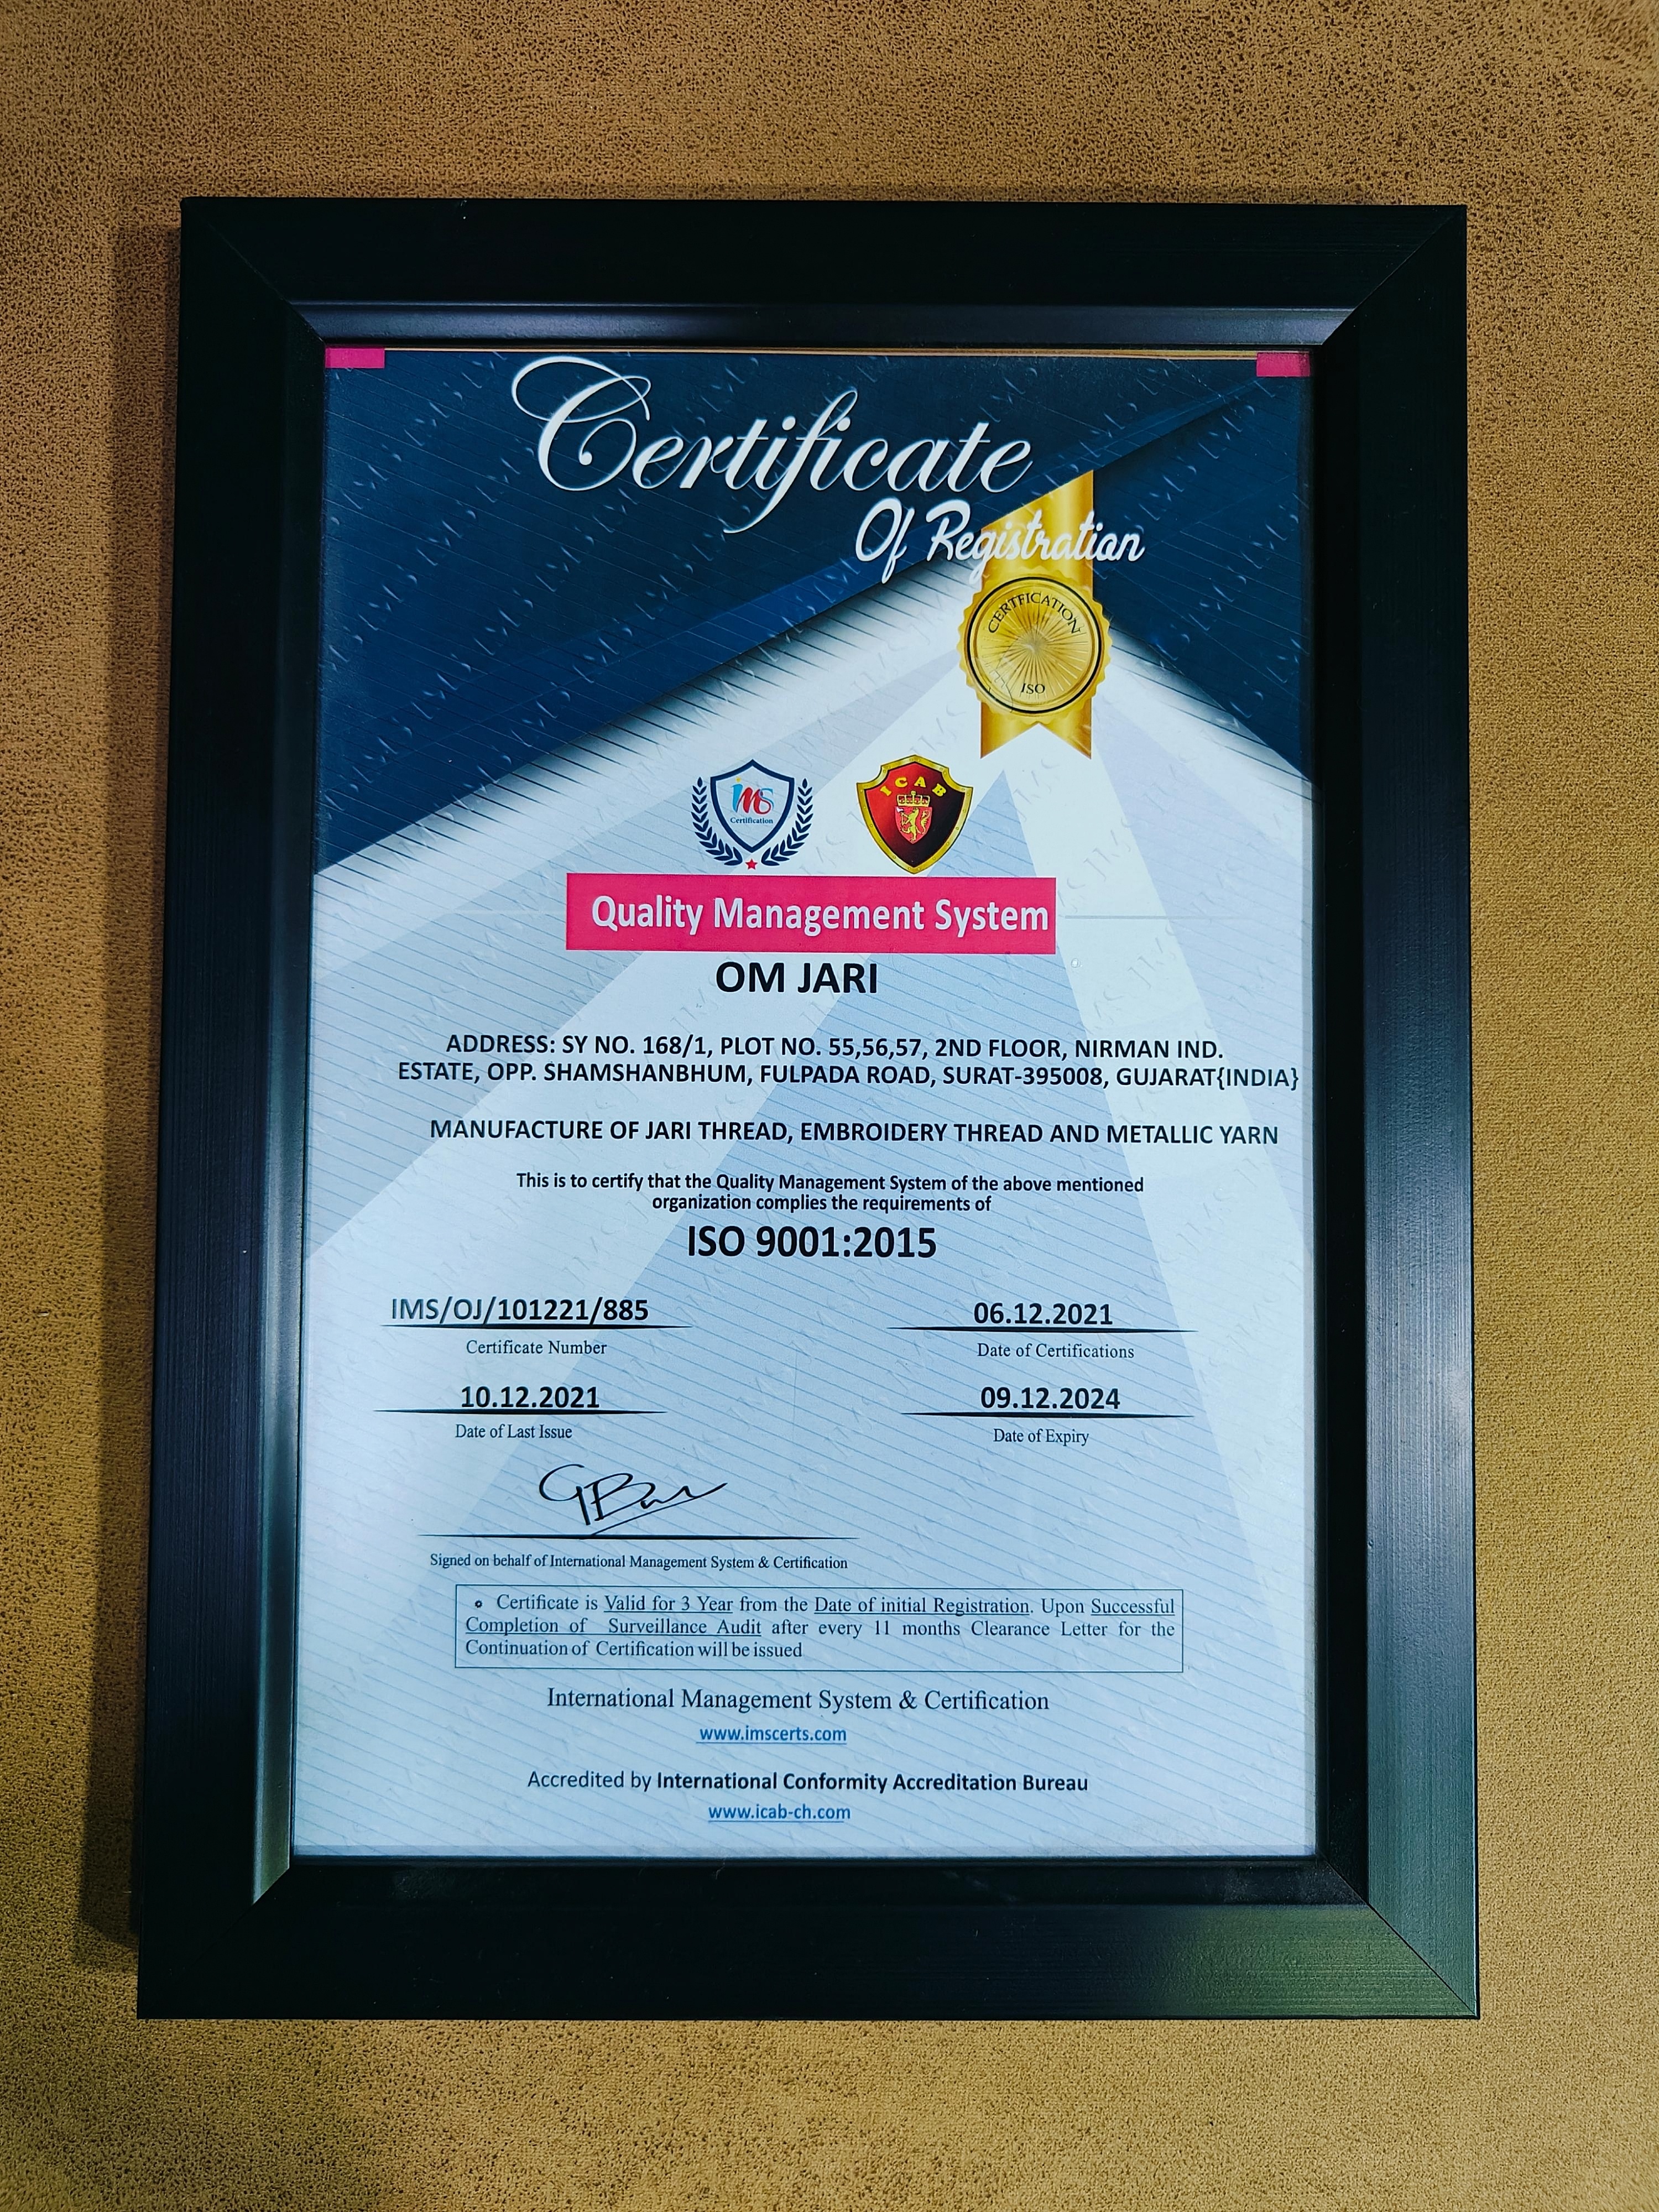 Certificate
Of Registration
CERTFICATION
ISO
ims
Certification
ICAB
Quality Management System
OM JARI
ADDRESS: SY NO. 168/1, PLOT NO. 55,56,57, 2ND FLOOR, NIRMAN IND.
ESTATE, OPP. SHAMSHANBHUM, FULPADA ROAD, SURAT-395008, GUJARAT{INDIA}
MANUFACTURE OF JARI THREAD, EMBROIDERY THREAD AND METALLIC YARN
This is to certify that the Quality Management System of the above mentioned
organization complies the requirements of
ISO 9001:2015
IMS/OJ/101221/885
Certificate Number
06.12.2021
Date of Certifications
10.12.2021
Date of Last Issue
09.12.2024
Date of Expiry
Signed on behalf of International Management System & Certification
• Certificate is Valid for 3 Year from the Date of initial Registration. Upon Successful
Completion of Surveillance Audit after every 11 months Clearance Letter for the
Continuation of Certification will be issued
International Management System & Certification
www.imscerts.com
Accredited by International Conformity Accreditation Bureau
www.icab-ch.com